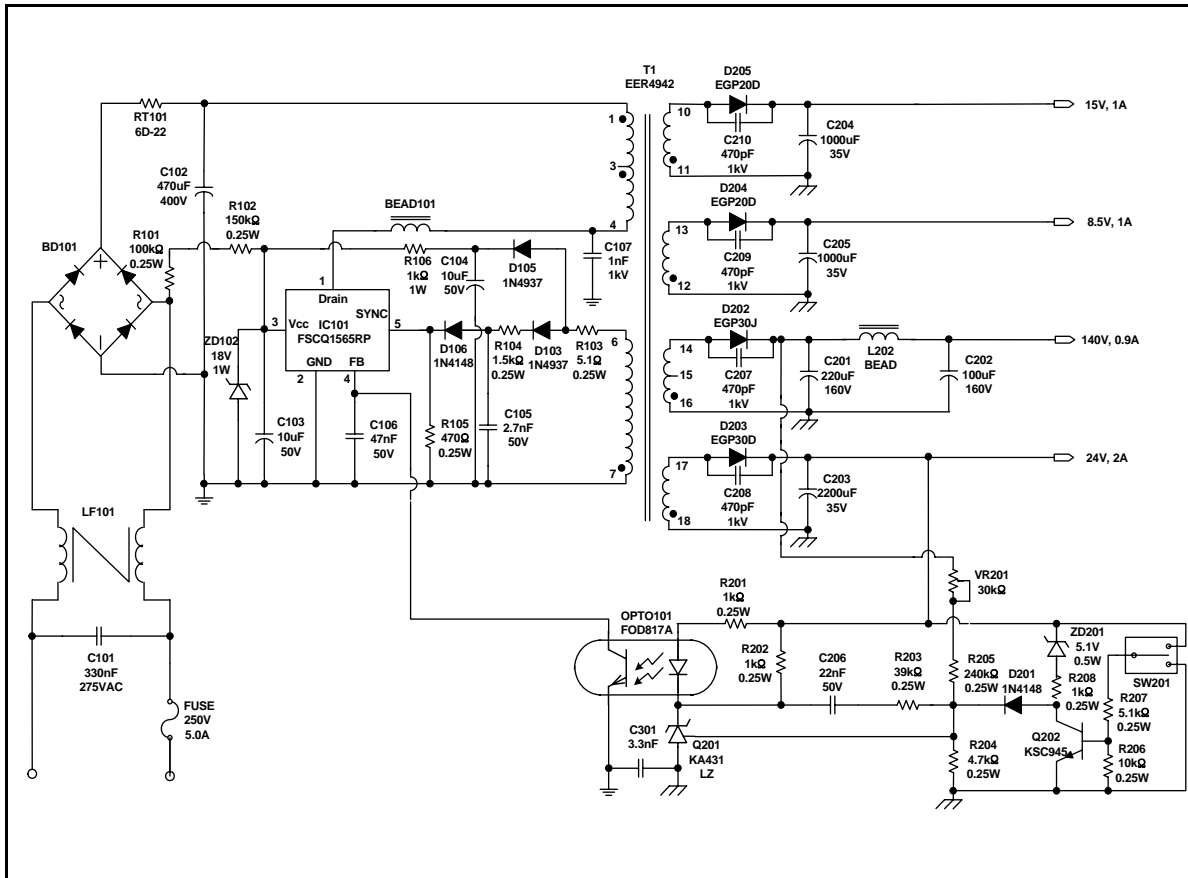 T1
EER4942
D205
EGP20D
10
15V, 1A
RT101
6D-22
1
C210
470pF
1kV
C204
1000uF
35V
3
11
C102
470uF
400V
BEAD101
4
D204
EGP20D
13
8.5V, 1A
R102
150kΩ
0.25W
R101
100kΩ
0.25W
BD101
R106
1kΩ
1W
C104
10uF
50V
D105
1N4937
C107
1nF
1kV
C209
470pF
1kV
C205
1000uF
35V
12
1
Drain
SYNC
3
Vcc
IC101
FSCQ1565RP
5
GND
FB
2
4
ZD102
18V
1W
D106
1N4148
R104
1.5kΩ
0.25W
D103
1N4937
R103
5.1Ω
0.25W
6
D202
EGP30J
14
15
16
C207
470pF
1kV
C201
220uF
160V
L202
BEAD
C202
100uF
160V
140V, 0.9A
C103
10uF
50V
C106
47nF
50V
R105
470Ω
0.25W
C105
2.7nF
50V
7
D203
EGP30D
17
24V, 2A
C208
470pF
1kV
C203
2200uF
35V
18
LF101
C101
330nF
275VAC
FUSE
250V
5.0A
OPTO101
FOD817A
R201
1kΩ
0.25W
VR201
30kΩ
R202
1kΩ
0.25W
C206
22nF
50V
R203
39kΩ
0.25W
R205
240kΩ
0.25W
D201
1N4148
ZD201
5.1V
0.5W
R208
1kΩ
0.25W
SW201
R207
5.1kΩ
0.25W
C301
3.3nF
Q201
KA431
LZ
R204
4.7kΩ
0.25W
Q202
KSC945
R206
10kΩ
0.25W